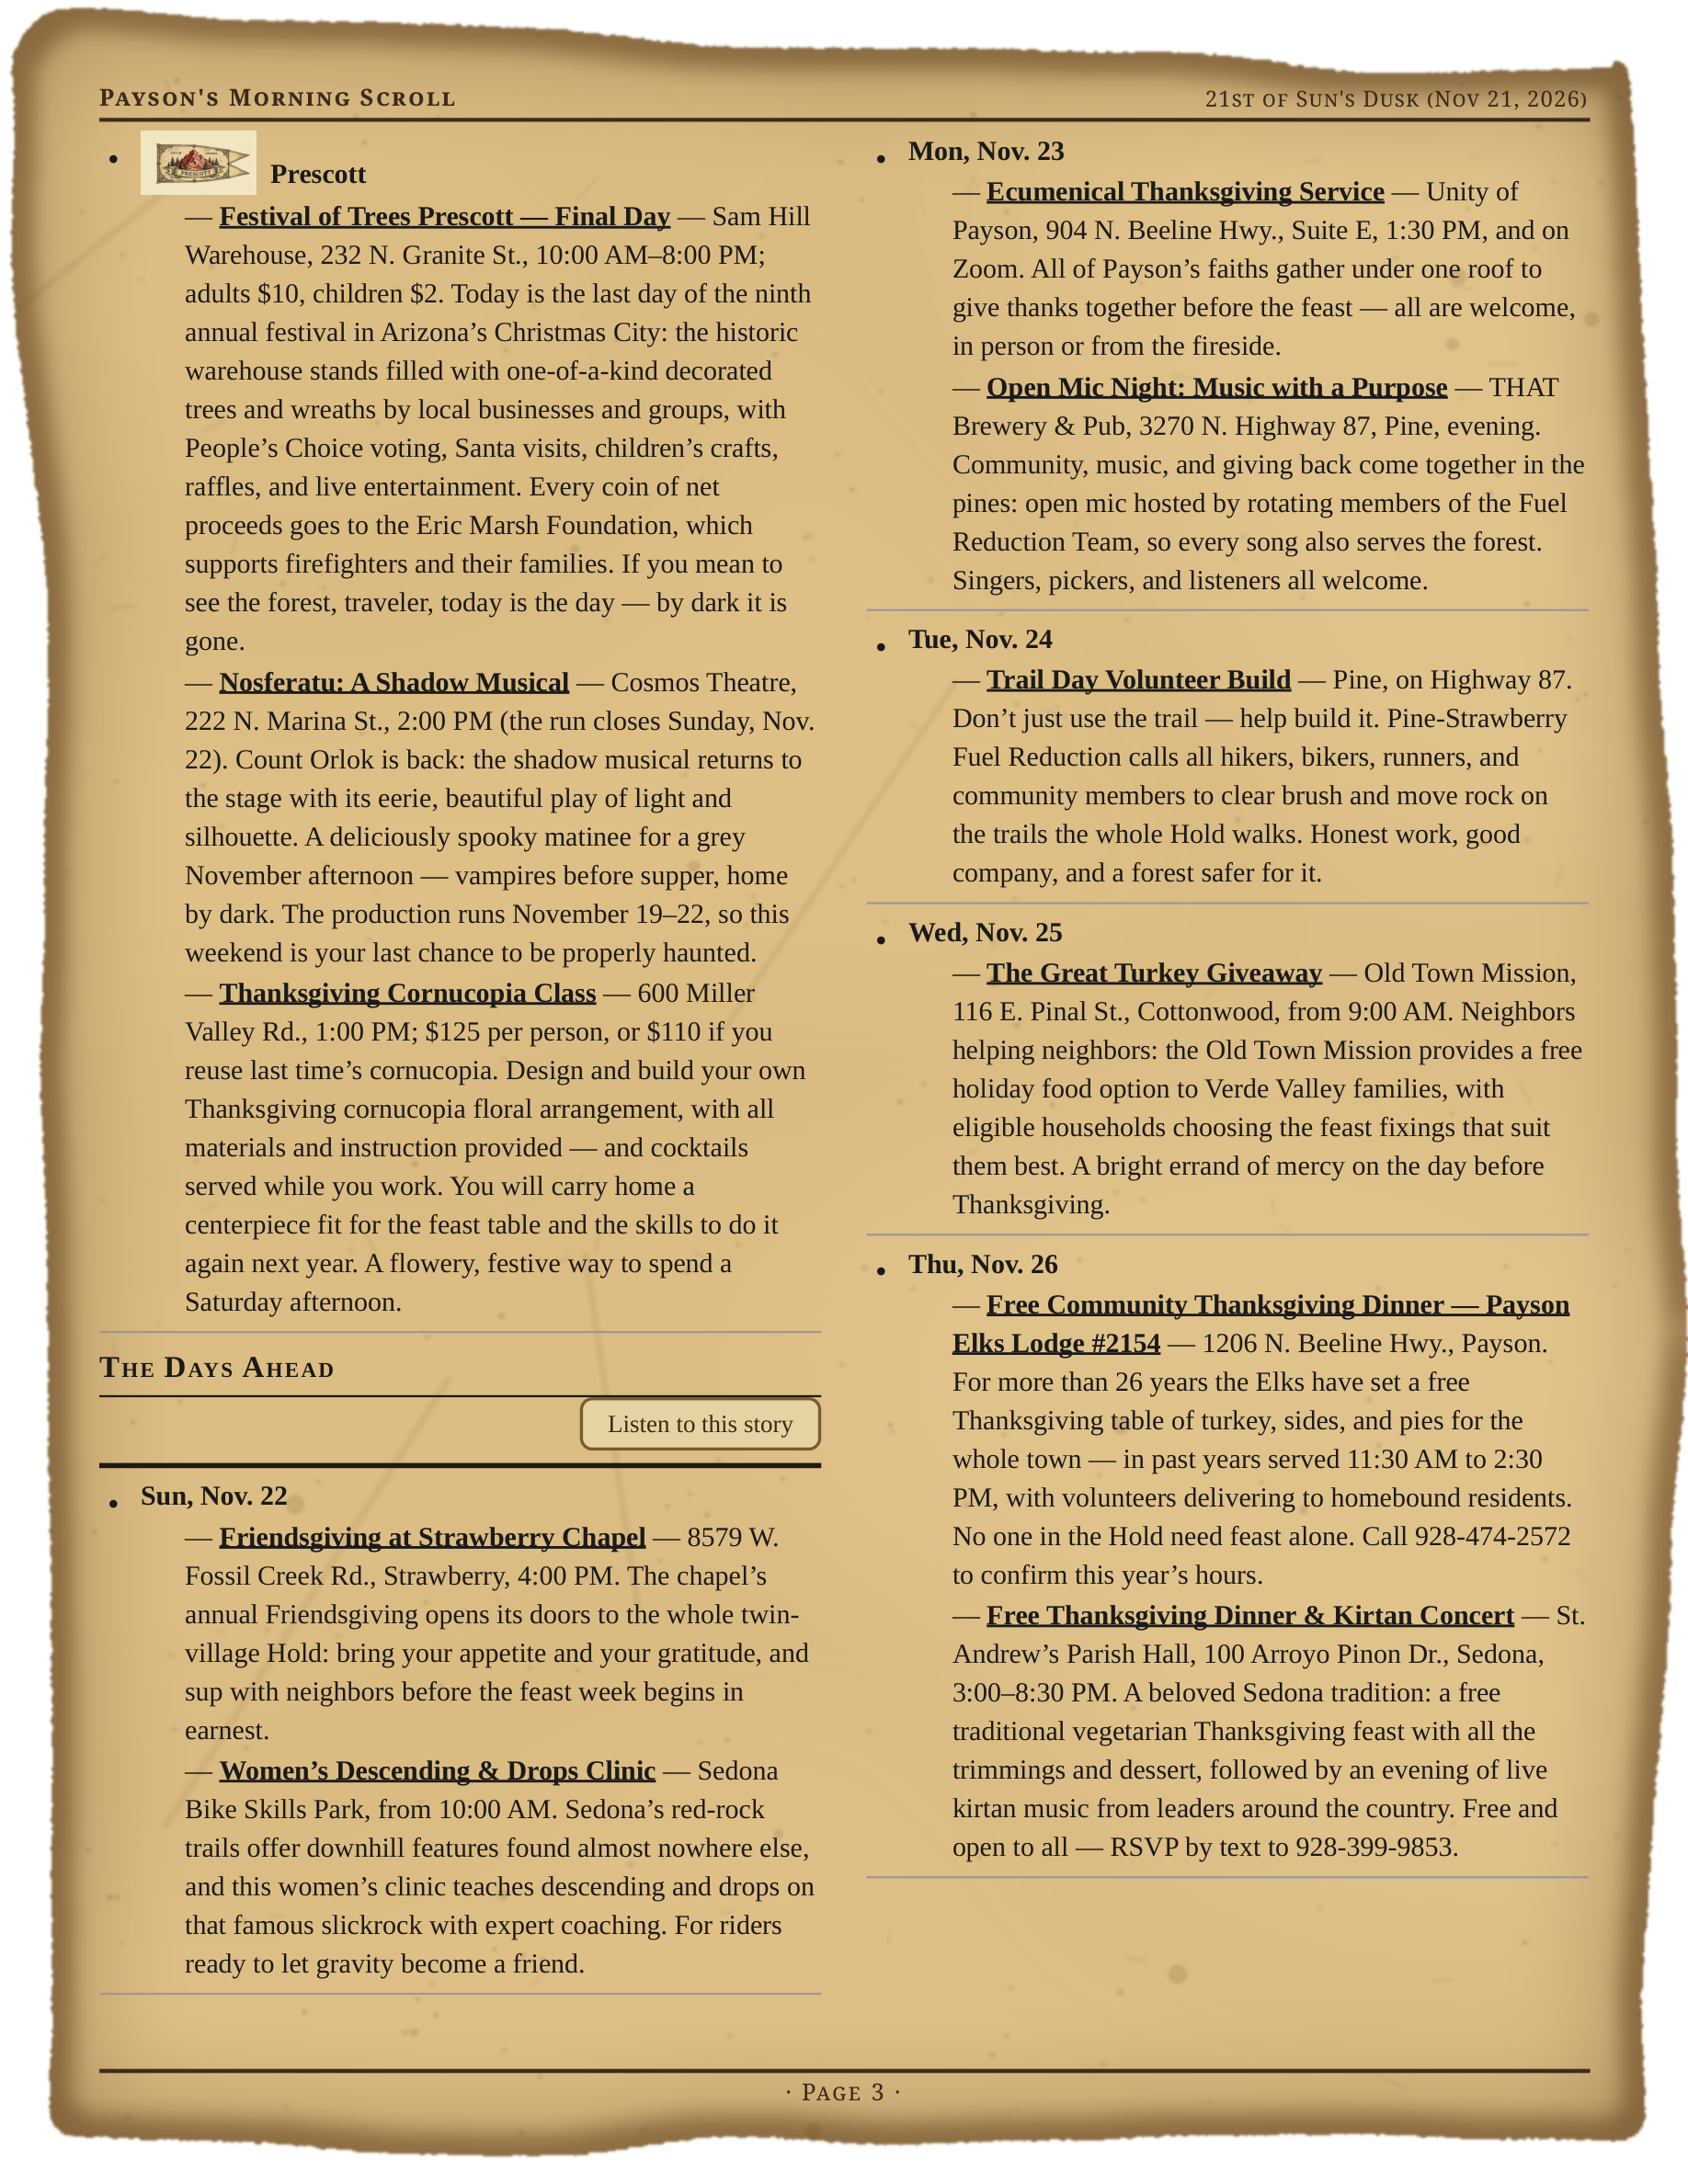 Payson's Morning Scroll
21st of Sun's Dusk (Nov 21, 2026)
• PRESCOTT Prescott
— Festival of Trees Prescott — Final Day — Sam Hill
Warehouse, 232 N. Granite St., 10:00 AM–8:00 PM;
adults $10, children $2. Today is the last day of the ninth
annual festival in Arizona’s Christmas City: the historic
warehouse stands filled with one-of-a-kind decorated
trees and wreaths by local businesses and groups, with
People’s Choice voting, Santa visits, children’s crafts,
raffles, and live entertainment. Every coin of net
proceeds goes to the Eric Marsh Foundation, which
supports firefighters and their families. If you mean to
see the forest, traveler, today is the day — by dark it is
gone.
— Nosferatu: A Shadow Musical — Cosmos Theatre,
222 N. Marina St., 2:00 PM (the run closes Sunday, Nov.
22). Count Orlok is back: the shadow musical returns to
the stage with its eerie, beautiful play of light and
silhouette. A deliciously spooky matinee for a grey
November afternoon — vampires before supper, home
by dark. The production runs November 19–22, so this
weekend is your last chance to be properly haunted.
— Thanksgiving Cornucopia Class — 600 Miller
Valley Rd., 1:00 PM; $125 per person, or $110 if you
reuse last time’s cornucopia. Design and build your own
Thanksgiving cornucopia floral arrangement, with all
materials and instruction provided — and cocktails
served while you work. You will carry home a
centerpiece fit for the feast table and the skills to do it
again next year. A flowery, festive way to spend a
Saturday afternoon.
The Days Ahead
Listen to this story
• Sun, Nov. 22
— Friendsgiving at Strawberry Chapel — 8579 W.
Fossil Creek Rd., Strawberry, 4:00 PM. The chapel’s
annual Friendsgiving opens its doors to the whole twin-
village Hold: bring your appetite and your gratitude, and
sup with neighbors before the feast week begins in
earnest.
— Women’s Descending & Drops Clinic — Sedona
Bike Skills Park, from 10:00 AM. Sedona’s red-rock
trails offer downhill features found almost nowhere else,
and this women’s clinic teaches descending and drops on
that famous slickrock with expert coaching. For riders
ready to let gravity become a friend.
• Mon, Nov. 23
— Ecumenical Thanksgiving Service — Unity of
Payson, 904 N. Beeline Hwy., Suite E, 1:30 PM, and on
Zoom. All of Payson’s faiths gather under one roof to
give thanks together before the feast — all are welcome,
in person or from the fireside.
— Open Mic Night: Music with a Purpose — THAT
Brewery & Pub, 3270 N. Highway 87, Pine, evening.
Community, music, and giving back come together in the
pines: open mic hosted by rotating members of the Fuel
Reduction Team, so every song also serves the forest.
Singers, pickers, and listeners all welcome.
• Tue, Nov. 24
— Trail Day Volunteer Build — Pine, on Highway 87.
Don’t just use the trail — help build it. Pine-Strawberry
Fuel Reduction calls all hikers, bikers, runners, and
community members to clear brush and move rock on
the trails the whole Hold walks. Honest work, good
company, and a forest safer for it.
• Wed, Nov. 25
— The Great Turkey Giveaway — Old Town Mission,
116 E. Pinal St., Cottonwood, from 9:00 AM. Neighbors
helping neighbors: the Old Town Mission provides a free
holiday food option to Verde Valley families, with
eligible households choosing the feast fixings that suit
them best. A bright errand of mercy on the day before
Thanksgiving.
• Thu, Nov. 26
— Free Community Thanksgiving Dinner — Payson
Elks Lodge #2154 — 1206 N. Beeline Hwy., Payson.
For more than 26 years the Elks have set a free
Thanksgiving table of turkey, sides, and pies for the
whole town — in past years served 11:30 AM to 2:30
PM, with volunteers delivering to homebound residents.
No one in the Hold need feast alone. Call 928-474-2572
to confirm this year’s hours.
— Free Thanksgiving Dinner & Kirtan Concert — St.
Andrew’s Parish Hall, 100 Arroyo Pinon Dr., Sedona,
3:00–8:30 PM. A beloved Sedona tradition: a free
traditional vegetarian Thanksgiving feast with all the
trimmings and dessert, followed by an evening of live
kirtan music from leaders around the country. Free and
open to all — RSVP by text to 928-399-9853.
· Page 3 ·